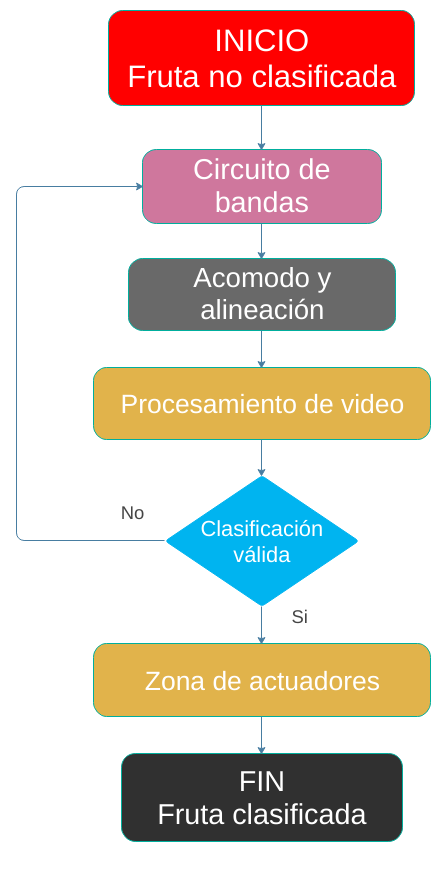 INICIO
Fruta no clasificada
Circuito de
bandas
Acomodo y
alineación
Procesamiento de video
No
Clasificación
válida
Si
Zona de actuadores
FIN
Fruta clasificada